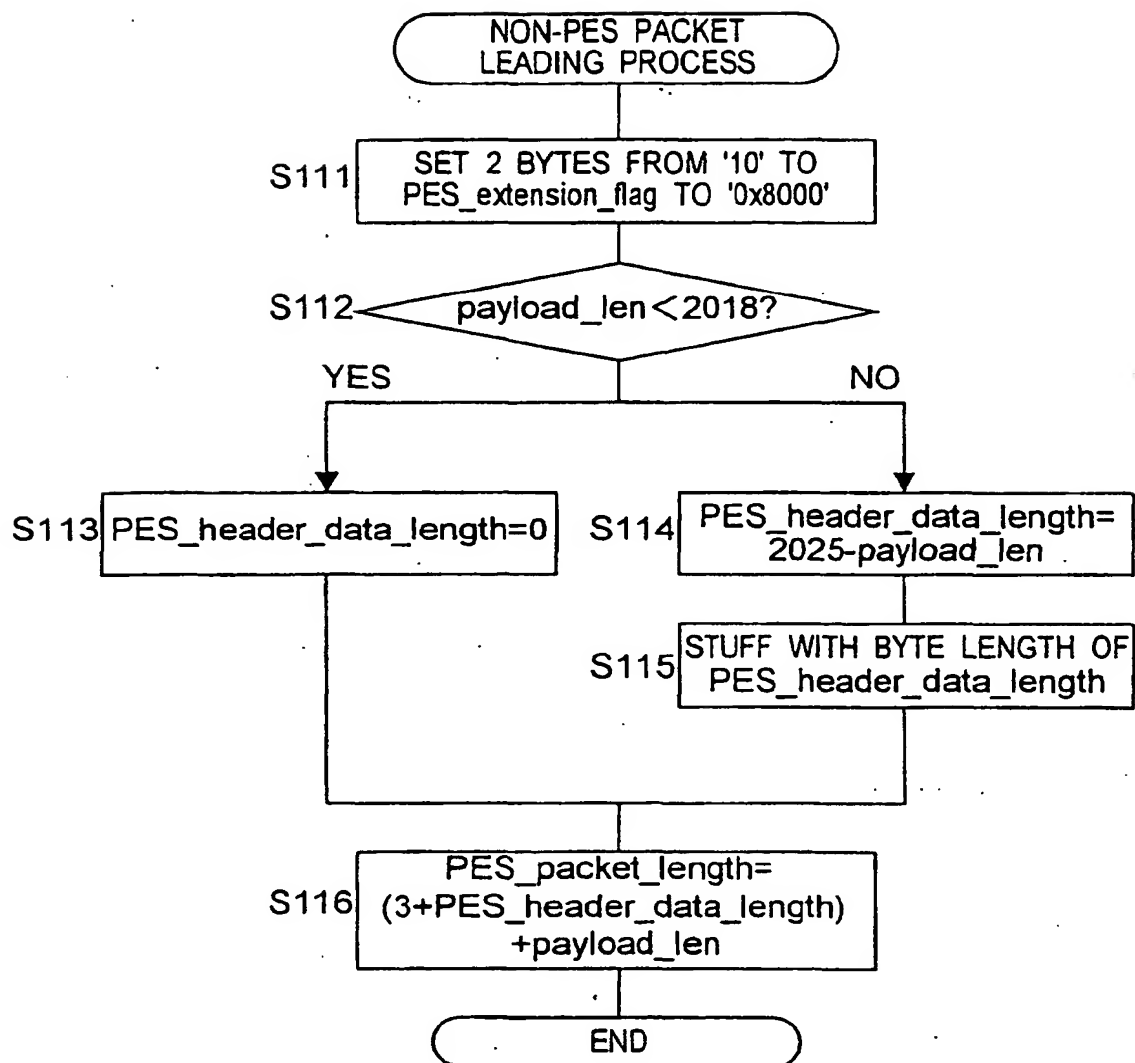 NON-PES PACKET
LEADING PROCESS
S111
SET 2 BYTES FROM '10' TO
PES_extension_flag TO '0x8000'
S112
payload_len<2018?
YES
NO
S113
PES_header_data_length=0
S114
PES_header_data_length=
2025-payload_len
S115
STUFF WITH BYTE LENGTH OF
PES_header_data_length
S116
PES_packet_length=
(3+PES_header_data_length)
+payload_len
END